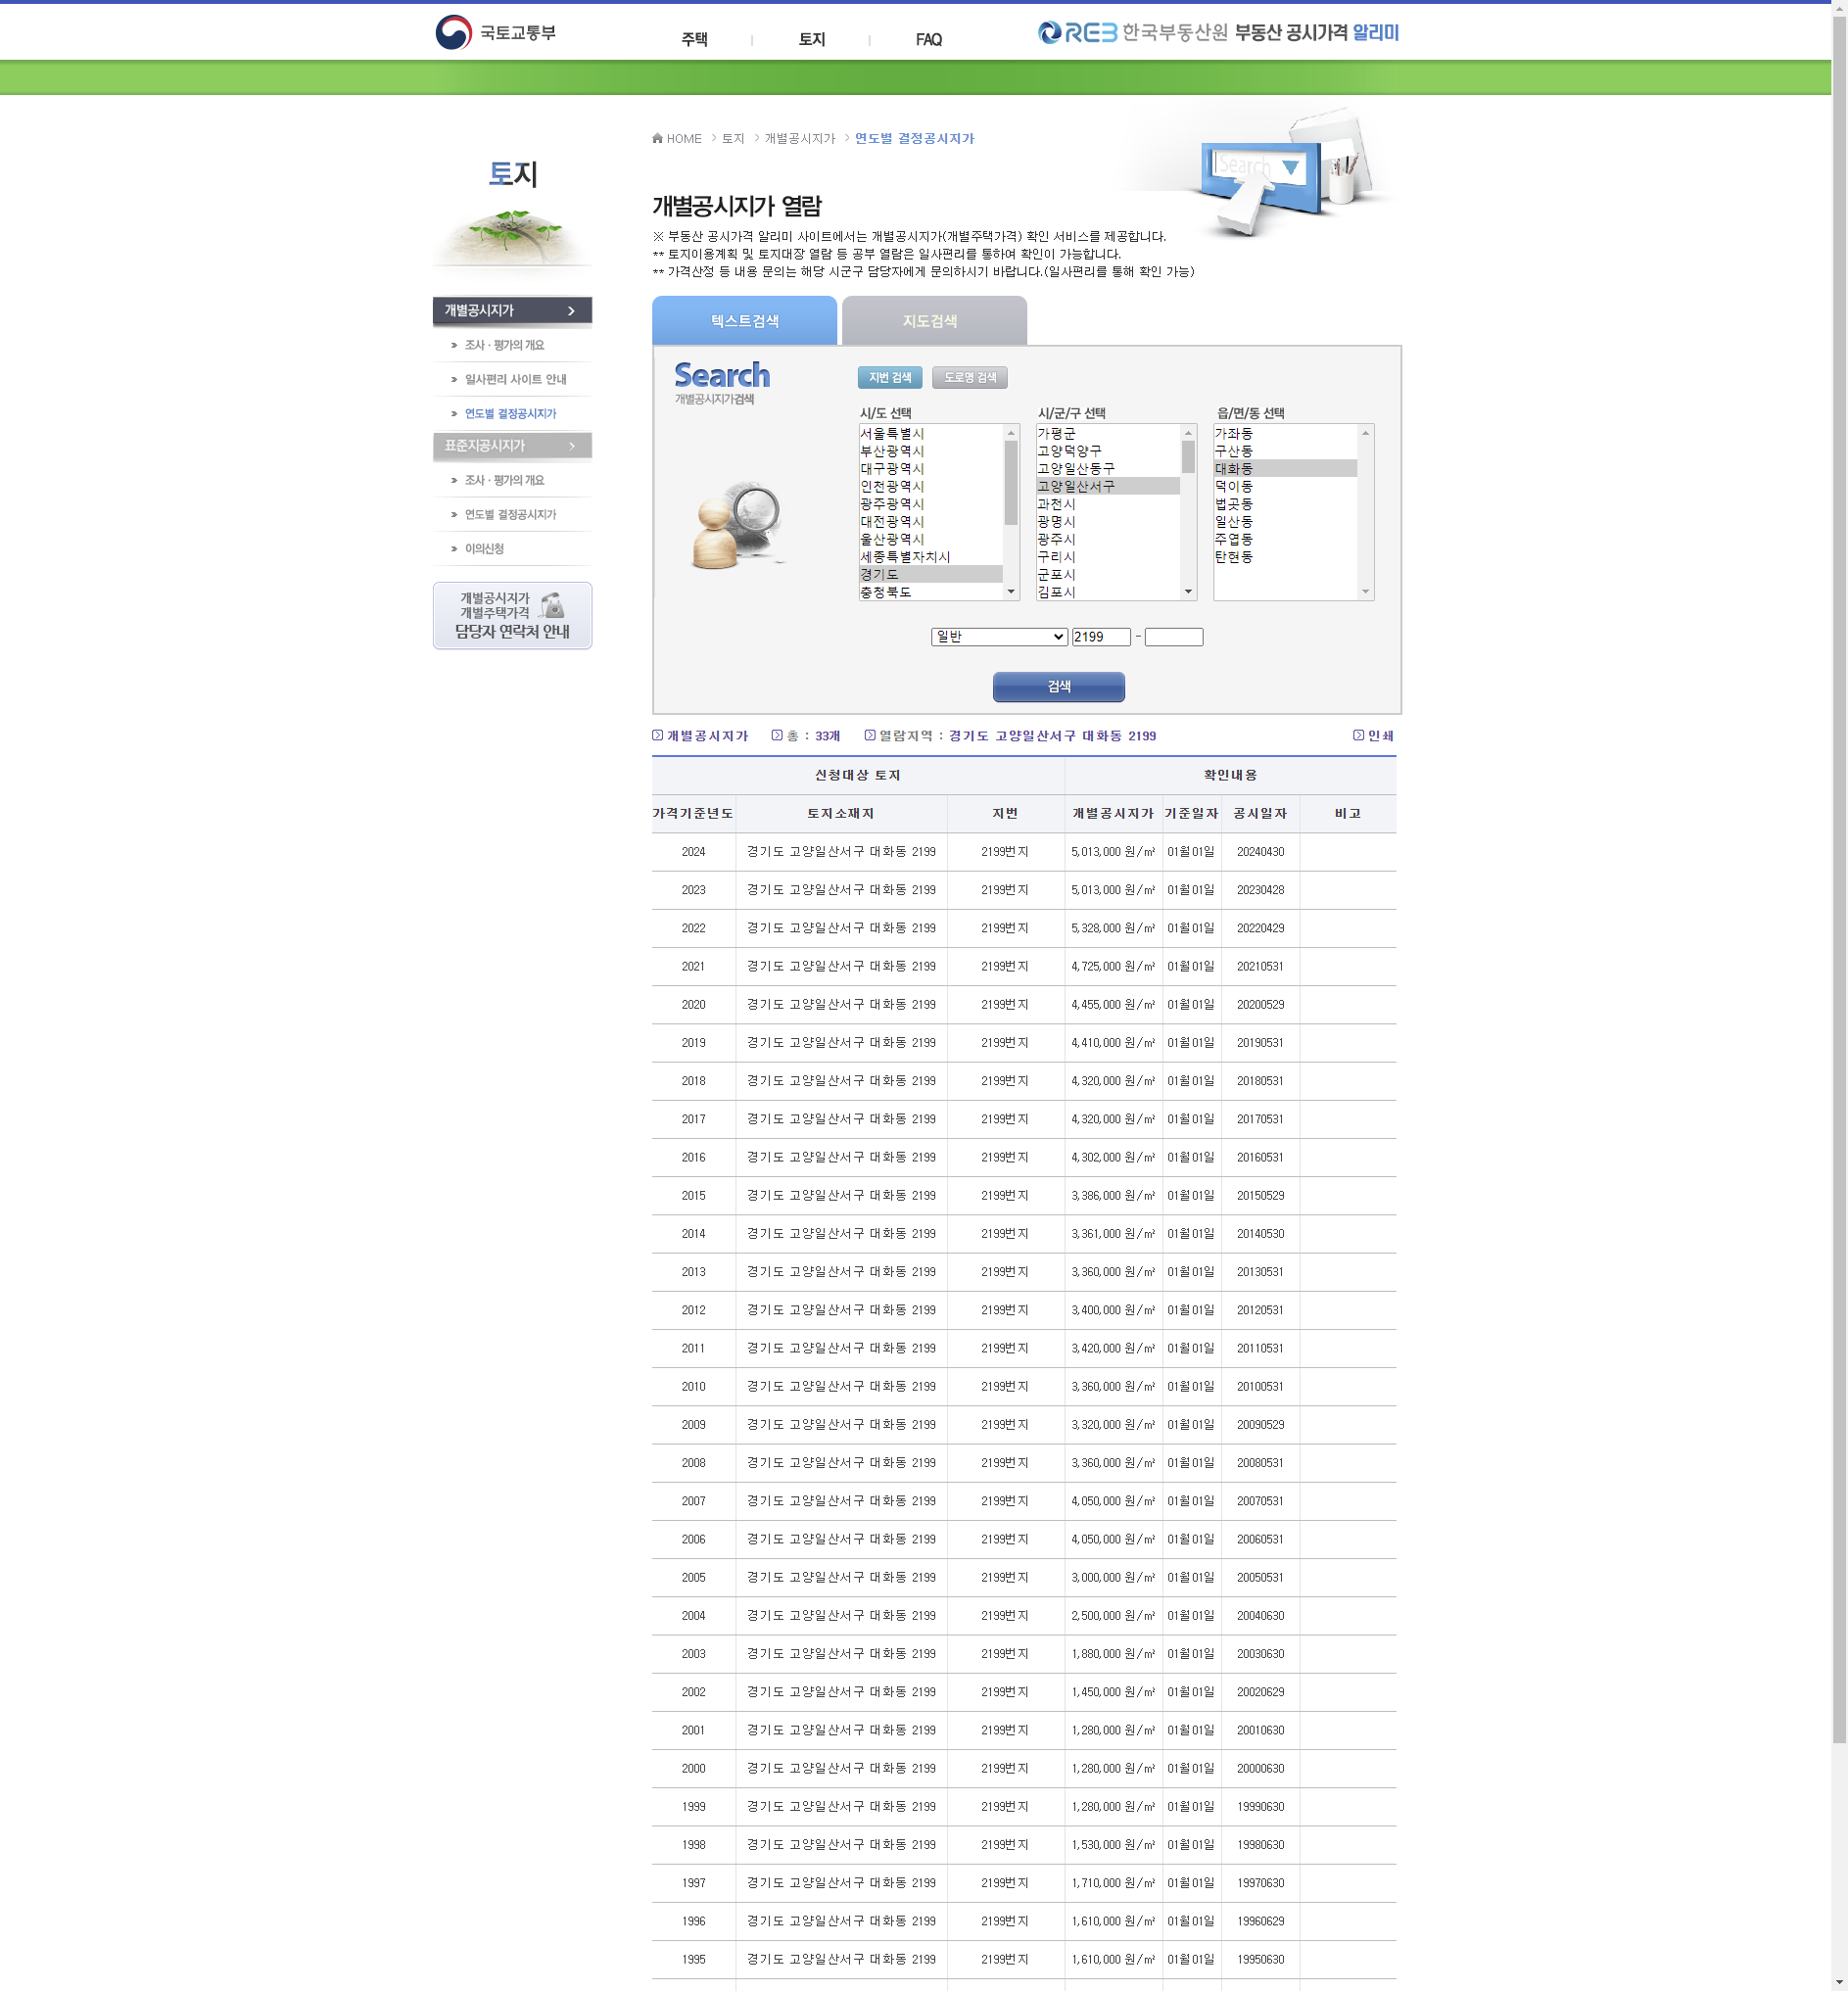 국토교통부
주택
토지
FAQ
REB 한국부동산원 부동산 공시가격 알리미
HOME > 토지 > 개별공시지가 > 연도별 결정공시지가
토지
Search
개별공시지가 열람
※ 부동산 공시가격 알리미 사이트에서는 개별공시지가(개별주택가격) 확인 서비스를 제공합니다.
** 토지이용계획 및 토지대장 열람 등 공부 열람은 일사편리를 통하여 확인이 가능합니다.
** 가격산정 등 내용 문의는 해당 시군구 담당자에게 문의하시기 바랍니다.(일사편리를 통해 확인 가능)
개별공시지가
조사 · 평가의 개요
일사편리 사이트 안내
연도별 결정공시지가
표준지공시지가
조사 · 평가의 개요
연도별 결정공시지가
이의신청
개별공시지가
개별주택가격
담당자 연락처 안내
텍스트검색
지도검색
Search
개별공시지가검색
지번 검색
도로명 검색
시/도 선택
서울특별시
부산광역시
대구광역시
인천광역시
광주광역시
대전광역시
울산광역시
세종특별자치시
경기도
충청북도
시/군/구 선택
가평군
고양덕양구
고양일산동구
고양일산서구
과천시
광명시
광주시
구리시
군포시
김포시
읍/면/동 선택
가좌동
구산동
대화동
덕이동
법곳동
일산동
주엽동
탄현동
일반 2199 -
검색
개별공시지가 총 : 33개 열람지역 : 경기도 고양일산서구 대화동 2199 인쇄
신청대상 토지 확인내용
가격기준년도 토지소재지 지번 개별공시지가 기준일자 공시일자 비고
2024 경기도 고양일산서구 대화동 2199 2199번지 5,013,000 원/㎡ 01월01일 20240430
2023 경기도 고양일산서구 대화동 2199 2199번지 5,013,000 원/㎡ 01월01일 20230428
2022 경기도 고양일산서구 대화동 2199 2199번지 5,328,000 원/㎡ 01월01일 20220429
2021 경기도 고양일산서구 대화동 2199 2199번지 4,725,000 원/㎡ 01월01일 20210531
2020 경기도 고양일산서구 대화동 2199 2199번지 4,455,000 원/㎡ 01월01일 20200529
2019 경기도 고양일산서구 대화동 2199 2199번지 4,410,000 원/㎡ 01월01일 20190531
2018 경기도 고양일산서구 대화동 2199 2199번지 4,320,000 원/㎡ 01월01일 20180531
2017 경기도 고양일산서구 대화동 2199 2199번지 4,320,000 원/㎡ 01월01일 20170531
2016 경기도 고양일산서구 대화동 2199 2199번지 4,302,000 원/㎡ 01월01일 20160531
2015 경기도 고양일산서구 대화동 2199 2199번지 3,386,000 원/㎡ 01월01일 20150529
2014 경기도 고양일산서구 대화동 2199 2199번지 3,361,000 원/㎡ 01월01일 20140530
2013 경기도 고양일산서구 대화동 2199 2199번지 3,360,000 원/㎡ 01월01일 20130531
2012 경기도 고양일산서구 대화동 2199 2199번지 3,400,000 원/㎡ 01월01일 20120531
2011 경기도 고양일산서구 대화동 2199 2199번지 3,420,000 원/㎡ 01월01일 20110531
2010 경기도 고양일산서구 대화동 2199 2199번지 3,360,000 원/㎡ 01월01일 20100531
2009 경기도 고양일산서구 대화동 2199 2199번지 3,320,000 원/㎡ 01월01일 20090529
2008 경기도 고양일산서구 대화동 2199 2199번지 3,360,000 원/㎡ 01월01일 20080531
2007 경기도 고양일산서구 대화동 2199 2199번지 4,050,000 원/㎡ 01월01일 20070531
2006 경기도 고양일산서구 대화동 2199 2199번지 4,050,000 원/㎡ 01월01일 20060531
2005 경기도 고양일산서구 대화동 2199 2199번지 3,000,000 원/㎡ 01월01일 20050531
2004 경기도 고양일산서구 대화동 2199 2199번지 2,500,000 원/㎡ 01월01일 20040630
2003 경기도 고양일산서구 대화동 2199 2199번지 1,880,000 원/㎡ 01월01일 20030630
2002 경기도 고양일산서구 대화동 2199 2199번지 1,450,000 원/㎡ 01월01일 20020629
2001 경기도 고양일산서구 대화동 2199 2199번지 1,280,000 원/㎡ 01월01일 20010630
2000 경기도 고양일산서구 대화동 2199 2199번지 1,280,000 원/㎡ 01월01일 20000630
1999 경기도 고양일산서구 대화동 2199 2199번지 1,280,000 원/㎡ 01월01일 19990630
1998 경기도 고양일산서구 대화동 2199 2199번지 1,530,000 원/㎡ 01월01일 19980630
1997 경기도 고양일산서구 대화동 2199 2199번지 1,710,000 원/㎡ 01월01일 19970630
1996 경기도 고양일산서구 대화동 2199 2199번지 1,610,000 원/㎡ 01월01일 19960629
1995 경기도 고양일산서구 대화동 2199 2199번지 1,610,000 원/㎡ 01월01일 19950630